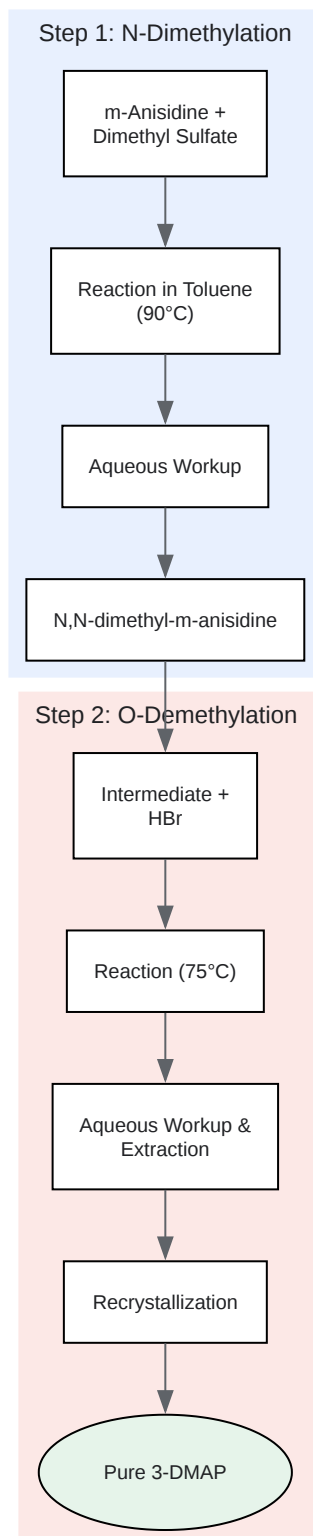 Step 1: N-Dimethylation
m-Anisidine +
Dimethyl Sulfate
Reaction in Toluene
(90°C)
Aqueous Workup
N,N-dimethyl-m-anisidine
Step 2: O-Demethylation
Intermediate +
HBr
Reaction (75°C)
Aqueous Workup &
Extraction
Recrystallization
Pure 3-DMAP